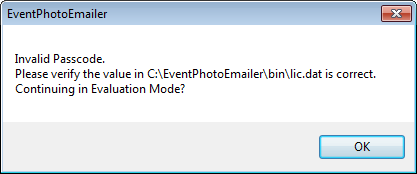 EventPhotoEmailer
Invalid Passcode.
Please verify the value in C:\EventPhotoEmailer\bin\lic.dat is correct.
Continuing in Evaluation Mode?
OK